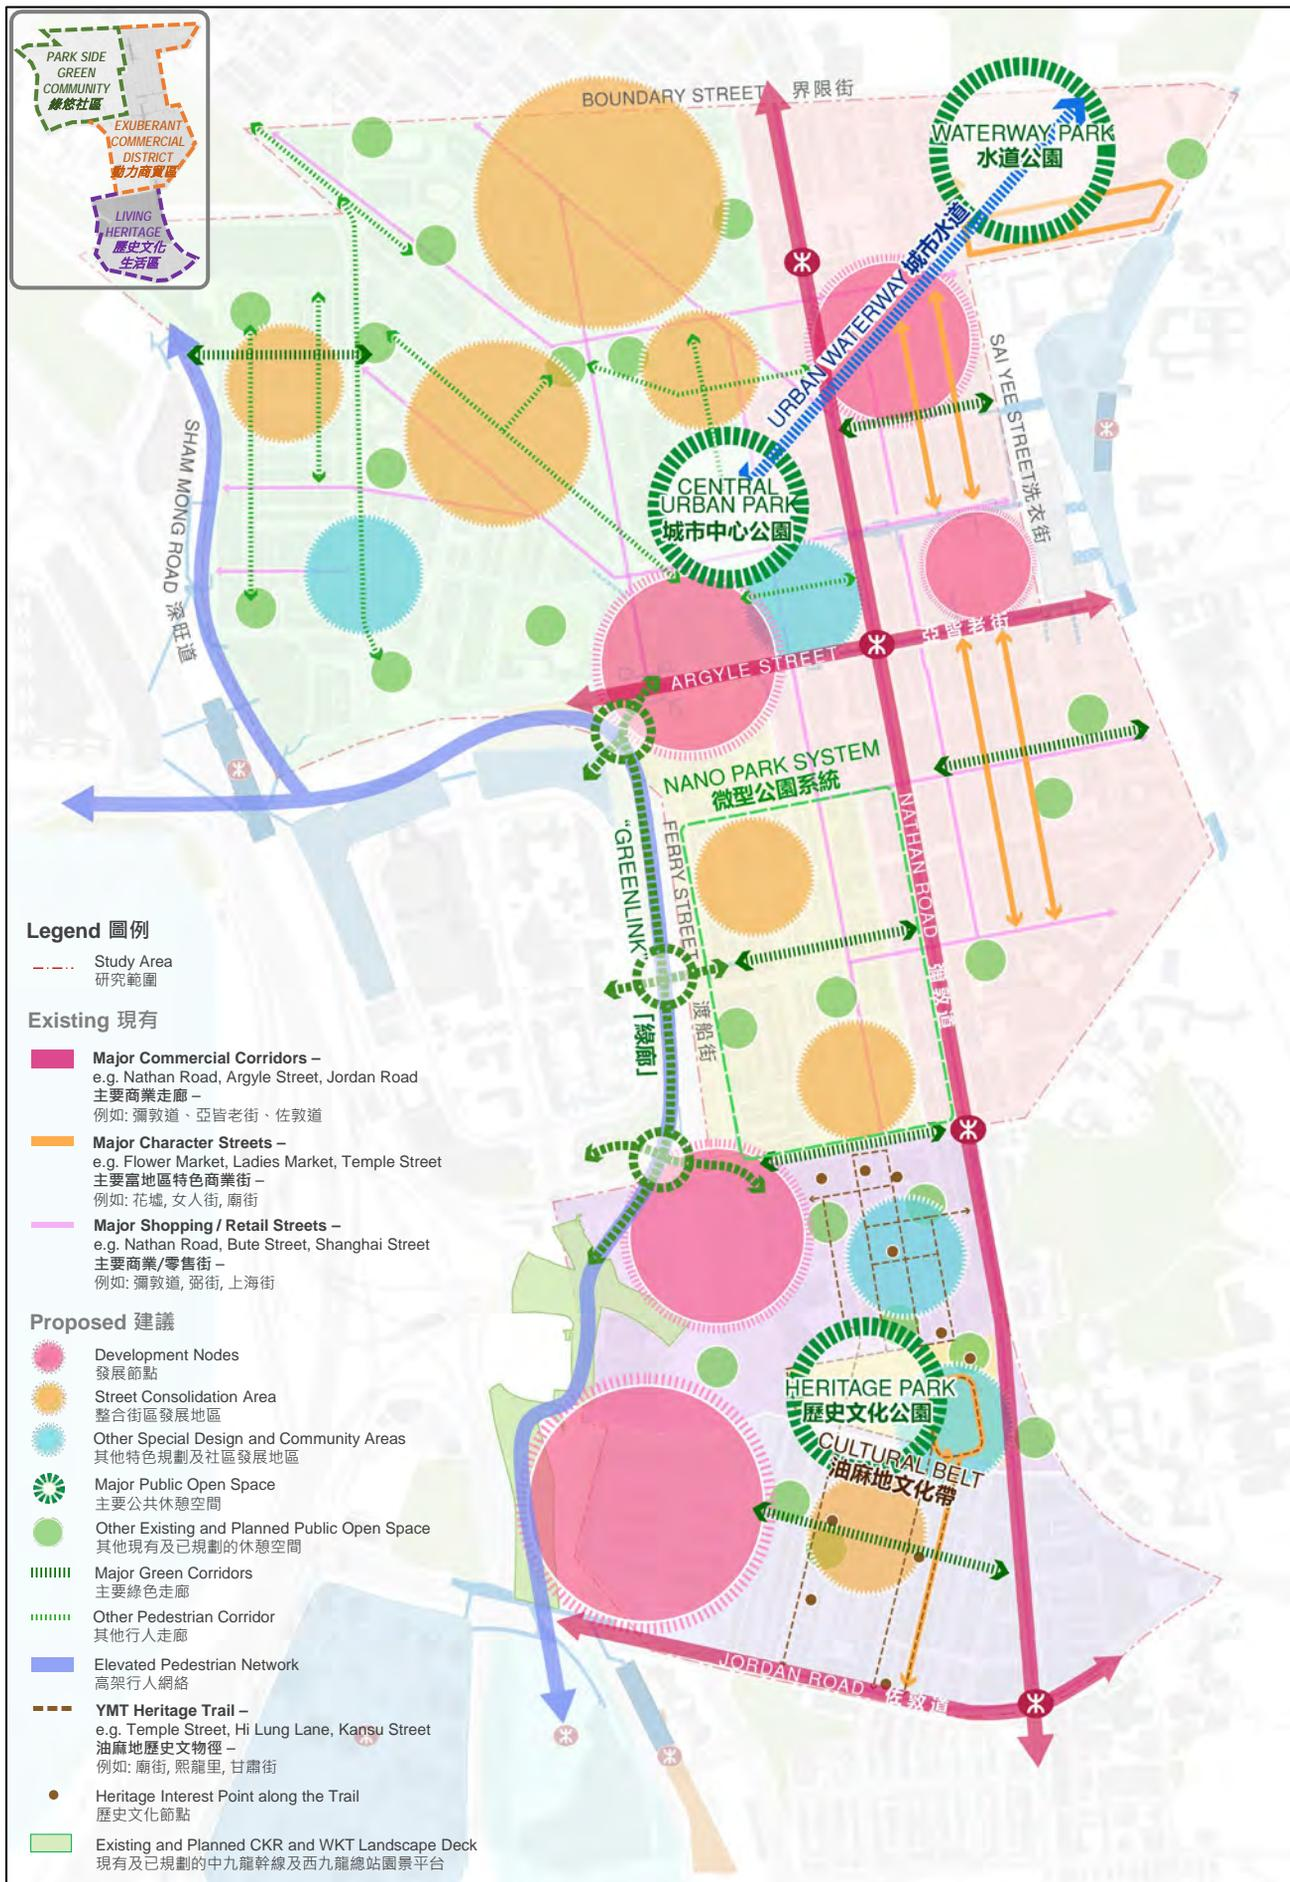 PARK SIDE
GREEN
COMMUNITY
綠悠社區
EXUBERANT
COMMERCIAL
DISTRICT
動力商貿區
LIVING
HERITAGE
歷史文化
生活區
BOUNDARY STREET 界限街
WATERWAY PARK
水道公園
URBAN WATERWAY 城市水道
SAI YEE STREET 洗衣街
SHAM MONG ROAD 深旺道
CENTRAL
URBAN PARK
城市中心公園
ARGYLE STREET 亞皆老街
NANO PARK SYSTEM
微型公園系統
"GREENLINK"
「綠廊」
FERRY STREET 渡船街
NATHAN ROAD 彌敦道
HERITAGE PARK
歷史文化公園
CULTURAL BELT
油麻地文化帶
JORDAN ROAD 佐敦道
Legend 圖例
Study Area
研究範圍
Existing 現有
Major Commercial Corridors –
e.g. Nathan Road, Argyle Street, Jordan Road
主要商業走廊 –
例如: 彌敦道、亞皆老街、佐敦道
Major Character Streets –
e.g. Flower Market, Ladies Market, Temple Street
主要富地區特色商業街 –
例如: 花墟, 女人街, 廟街
Major Shopping / Retail Streets –
e.g. Nathan Road, Bute Street, Shanghai Street
主要商業/零售街 –
例如: 彌敦道, 弼街, 上海街
Proposed 建議
Development Nodes
發展節點
Street Consolidation Area
整合街區發展地區
Other Special Design and Community Areas
其他特色規劃及社區發展地區
Major Public Open Space
主要公共休憩空間
Other Existing and Planned Public Open Space
其他現有及已規劃的休憩空間
Major Green Corridors
主要綠色走廊
Other Pedestrian Corridor
其他行人走廊
Elevated Pedestrian Network
高架行人網絡
YMT Heritage Trail –
e.g. Temple Street, Hi Lung Lane, Kansu Street
油麻地歷史文物徑 –
例如: 廟街, 熙龍里, 甘肅街
Heritage Interest Point along the Trail
歷史文化節點
Existing and Planned CKR and WKT Landscape Deck
現有及已規劃的中九龍幹線及西九龍總站園景平台